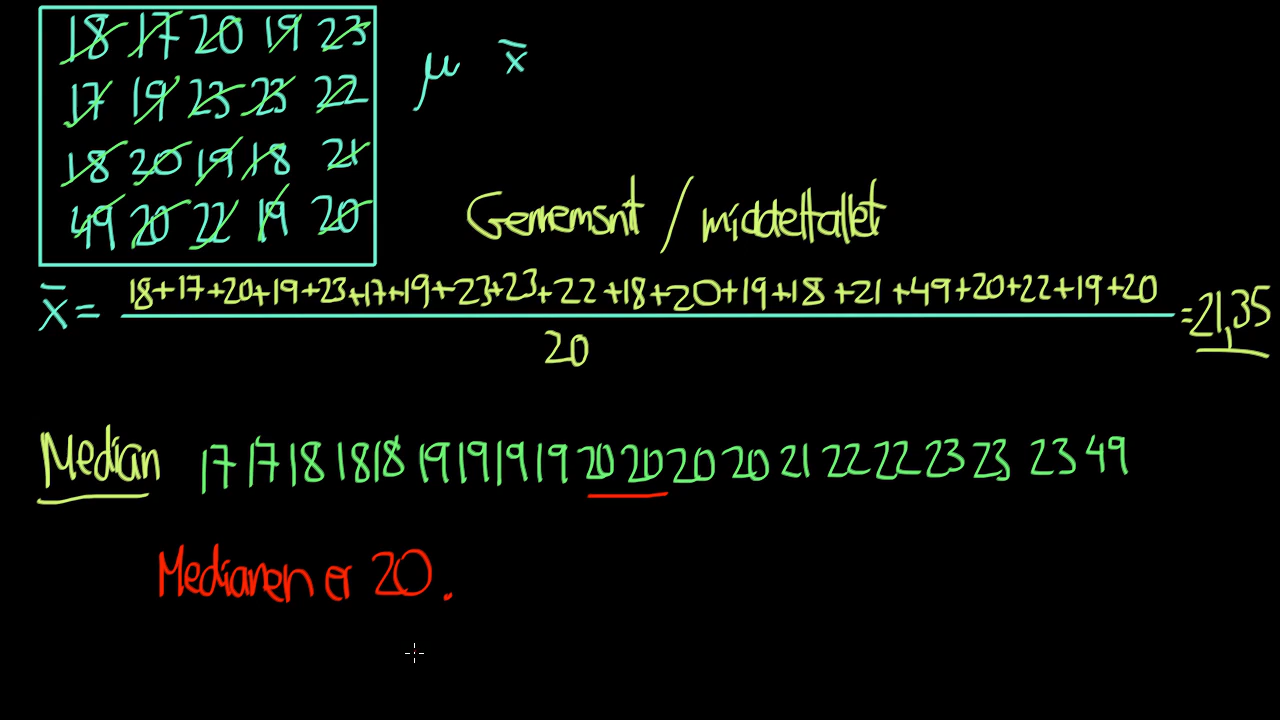 18 17 20 19 23
μ x̄
17 19 23 23 22
18 20 19 18 21
49 20 22 19 20
Gennemsnit / middeltallet
18+17+20+19+23+17+19+23+23+22+18+20+19+18+21+49+20+22+19+20
x̄ = = 21,35
20
Median 17 17 18 18 18 19 19 19 19 20 20 20 20 21 22 22 23 23 23 49
Medianen er 20.